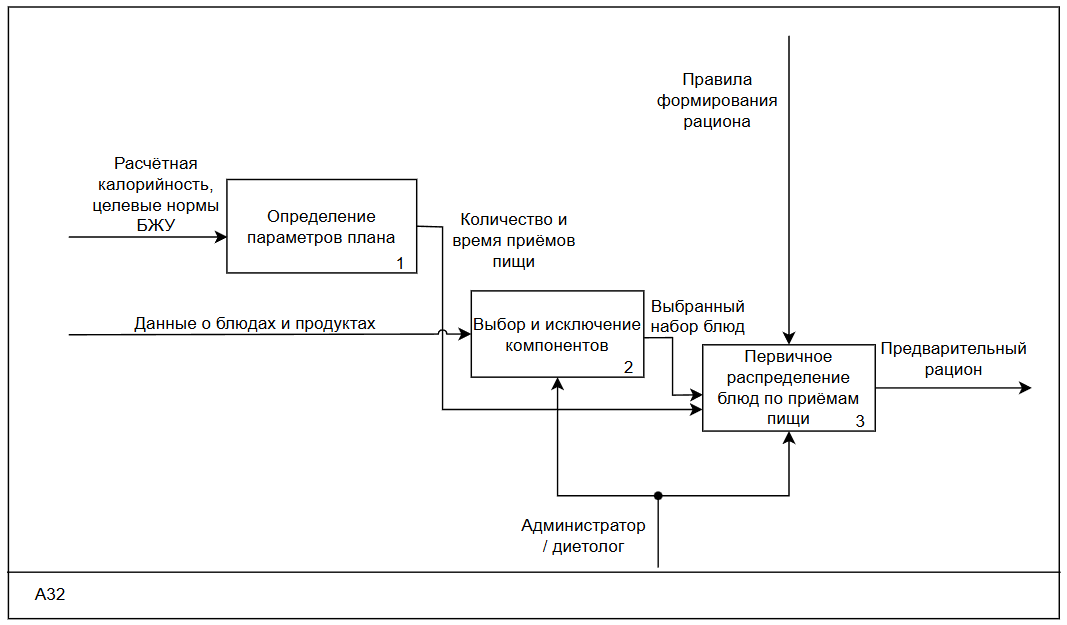 Правила
формирования
рациона
Расчётная
калорийность,
целевые нормы
БЖУ
Определение
параметров плана
1
Количество и
время приёмов
пищи
Данные о блюдах и продуктах
Выбор и исключение
компонентов
2
Выбранный
набор блюд
Первичное
распределение
блюд по приёмам
пищи
3
Предварительный
рацион
Администратор
/ диетолог
А32